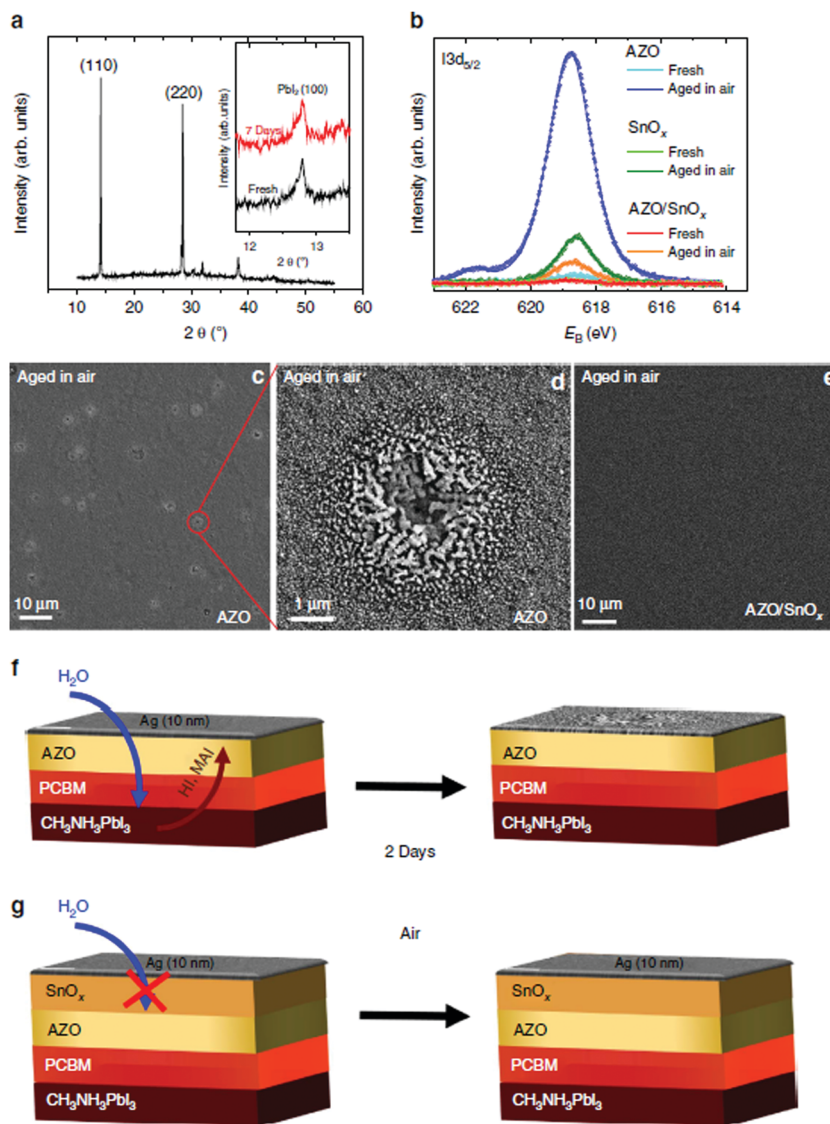 a
(110)
(220)
Intensity (arb. units)
10
20
30
40
50
60
2 θ (°)
Intensity (arb.units)
PbI₂ (100)
7 Days
Fresh
12
13
2 θ (°)
b
I3d₅/₂
AZO
Fresh
Aged in air
SnOₓ
Fresh
Aged in air
AZO/SnOₓ
Fresh
Aged in air
Intensity (arb. units)
622
620
618
616
614
E_B (eV)
Aged in air
c
10 µm
AZO
Aged in air
d
1 µm
AZO
Aged in air
e
10 µm
AZO/SnOₓ
f
H₂O
Ag (10 nm)
AZO
HI, MAI
PCBM
CH₃NH₃PbI₃
2 Days
AZO
PCBM
CH₃NH₃PbI₃
g
H₂O
Air
Ag (10 nm)
SnOₓ
AZO
PCBM
CH₃NH₃PbI₃
Ag (10 nm)
SnOₓ
AZO
PCBM
CH₃NH₃PbI₃